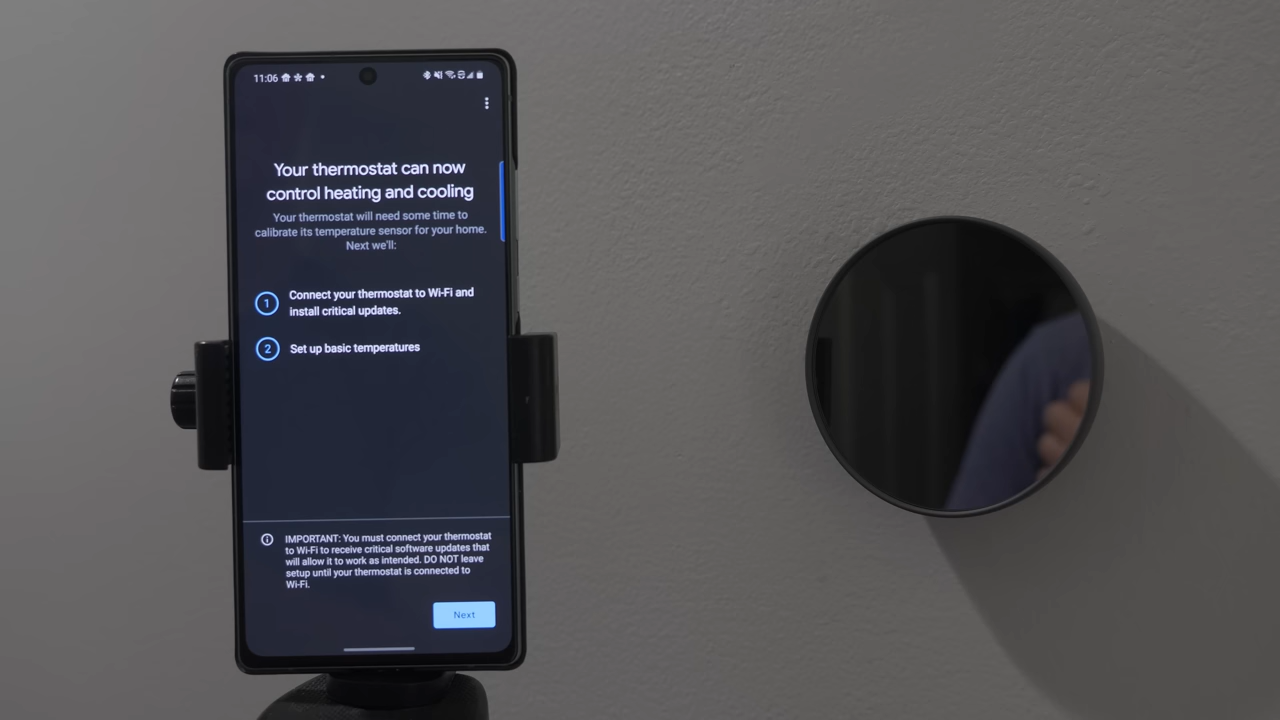 11:06
Your thermostat can now
control heating and cooling
Your thermostat will need some time to
calibrate its temperature sensor for your home.
Next we'll:
1 Connect your thermostat to Wi-Fi and
install critical updates.
2 Set up basic temperatures
IMPORTANT: You must connect your thermostat
to Wi-Fi to receive critical software updates that
will allow it to work as intended. DO NOT leave
setup until your thermostat is connected to
Wi-Fi.
Next